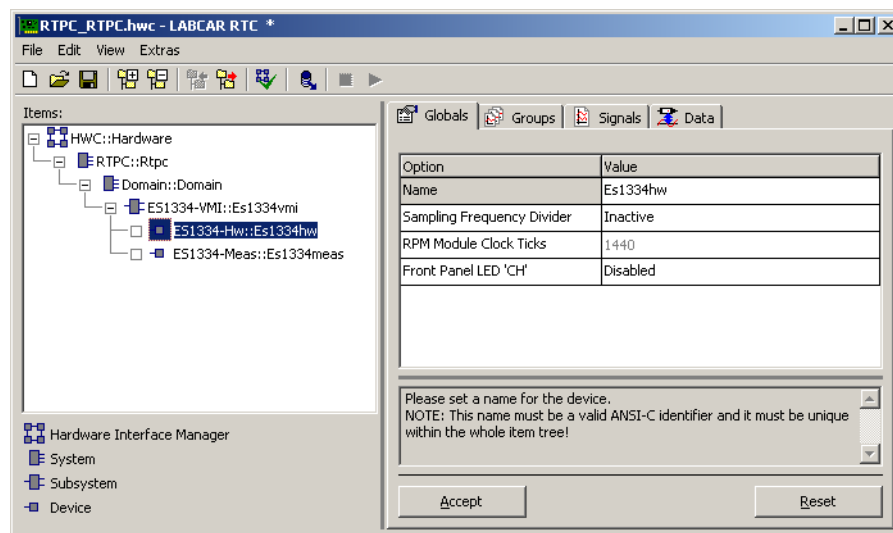 RTPC_RTPC.hwc - LABCAR RTC *
File Edit View Extras
Items:
HWC::Hardware
RTPC::Rtpc
Domain::Domain
ES1334-VMI::Es1334vmi
ES1334-Hw::Es1334hw
ES1334-Meas::Es1334meas
Hardware Interface Manager
System
Subsystem
Device
Globals Groups Signals Data
Option Value
Name Es1334hw
Sampling Frequency Divider Inactive
RPM Module Clock Ticks 1440
Front Panel LED 'CH' Disabled
Please set a name for the device.
NOTE: This name must be a valid ANSI-C identifier and it must be unique
within the whole item tree!
Accept Reset